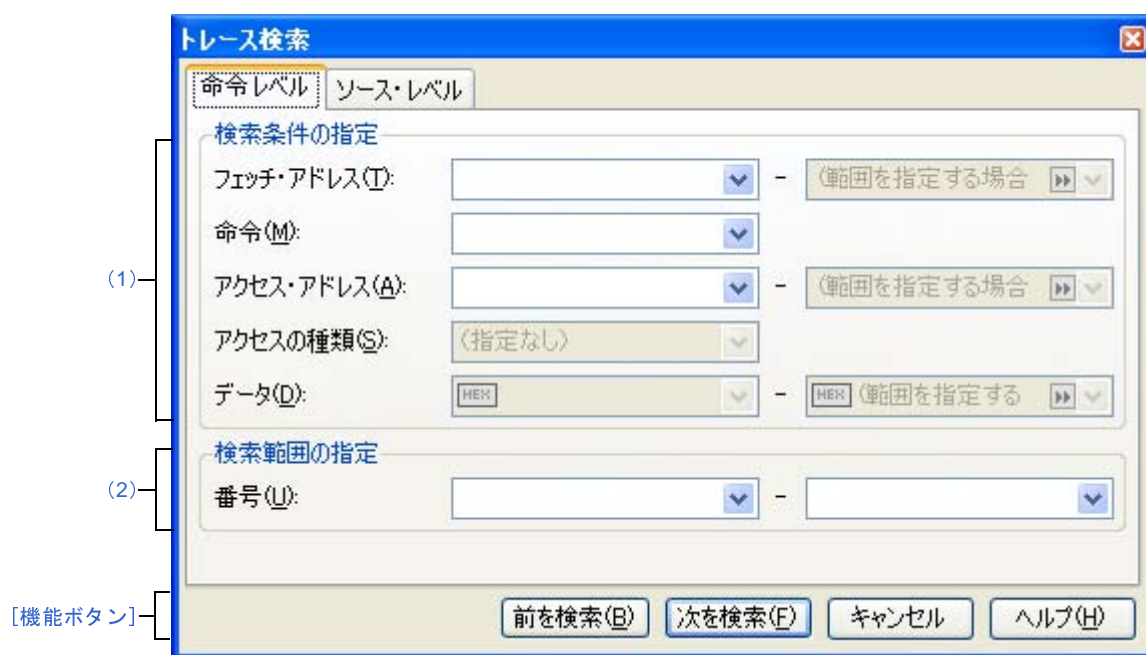 トレース検索
命令レベル ソース・レベル
検索条件の指定
フェッチ・アドレス(T): - (範囲を指定する場合
命令(M):
(1)
アクセス・アドレス(A): - (範囲を指定する場合
アクセスの種類(S): (指定なし)
データ(D): HEX - HEX (範囲を指定する
検索範囲の指定
(2)
番号(U): -
[機能ボタン]
前を検索(B) 次を検索(F) キャンセル ヘルプ(H)